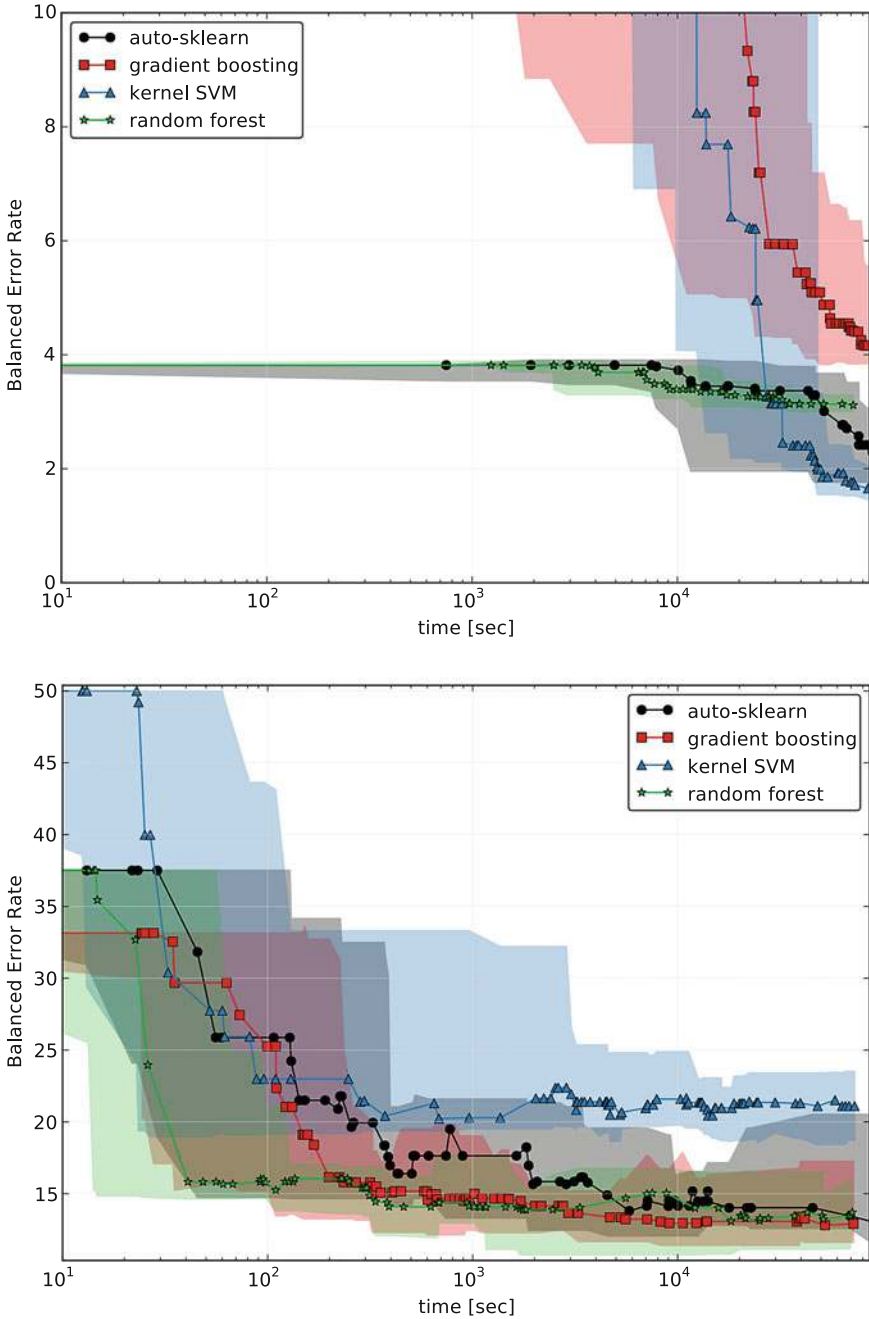 10
8
6
4
2
0
Balanced Error Rate
auto-sklearn
gradient boosting
kernel SVM
random forest
10^1
10^2
10^3
10^4
time [sec]
50
45
40
35
30
25
20
15
Balanced Error Rate
auto-sklearn
gradient boosting
kernel SVM
random forest
10^1
10^2
10^3
10^4
time [sec]